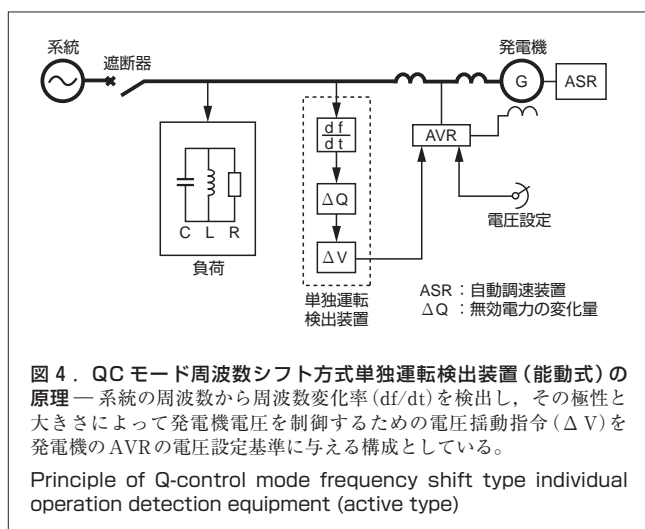 系統
遮断器
発電機
G
ASR
df
dt
AVR
ΔQ
電圧設定
C L R
ΔV
負荷
単独運転
検出装置
ASR：自動調速装置
ΔQ：無効電力の変化量
図4．QCモード周波数シフト方式単独運転検出装置(能動式)の
原理 ― 系統の周波数から周波数変化率(df/dt)を検出し，その極性と
大きさによって発電機電圧を制御するための電圧揺動指令(ΔV)を
発電機のAVRの電圧設定基準に与える構成としている。
Principle of Q-control mode frequency shift type individual
operation detection equipment (active type)